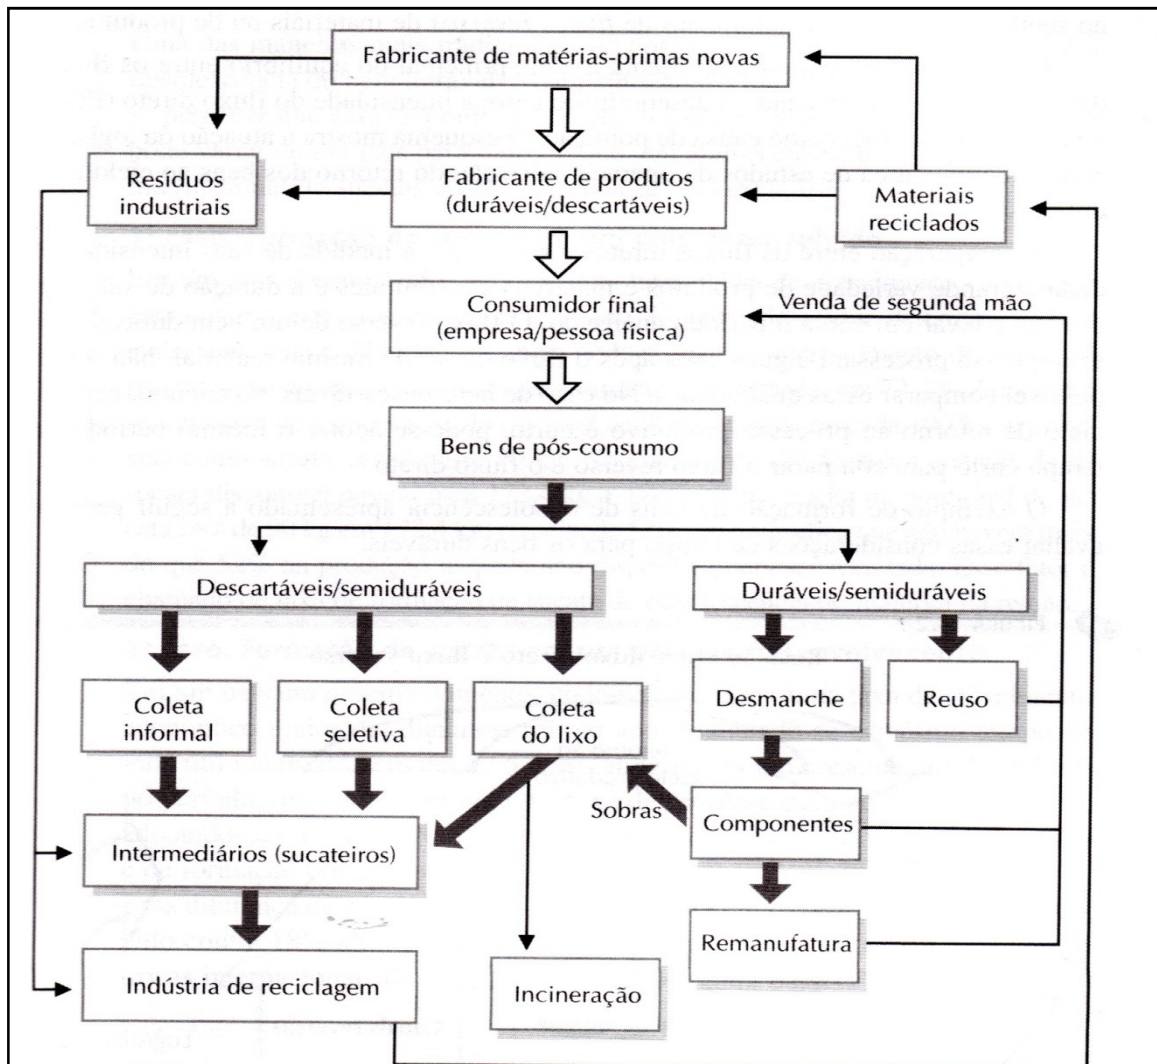 Fabricante de matérias-primas novas
Resíduos
industriais
Fabricante de produtos
(duráveis/descartáveis)
Materiais
reciclados
Consumidor final
(empresa/pessoa física)
Venda de segunda mão
Bens de pós-consumo
Descartáveis/semiduráveis
Duráveis/semiduráveis
Coleta
informal
Coleta
seletiva
Coleta
do lixo
Desmanche
Reuso
Sobras
Componentes
Intermediários (sucateiros)
Remanufatura
Indústria de reciclagem
Incineração